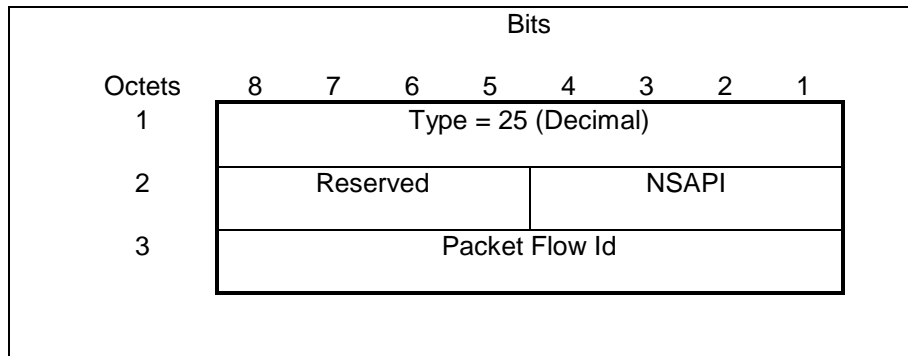 Bits
Octets 8 7 6 5 4 3 2 1
1 Type = 25 (Decimal)
2 Reserved NSAPI
3 Packet Flow Id